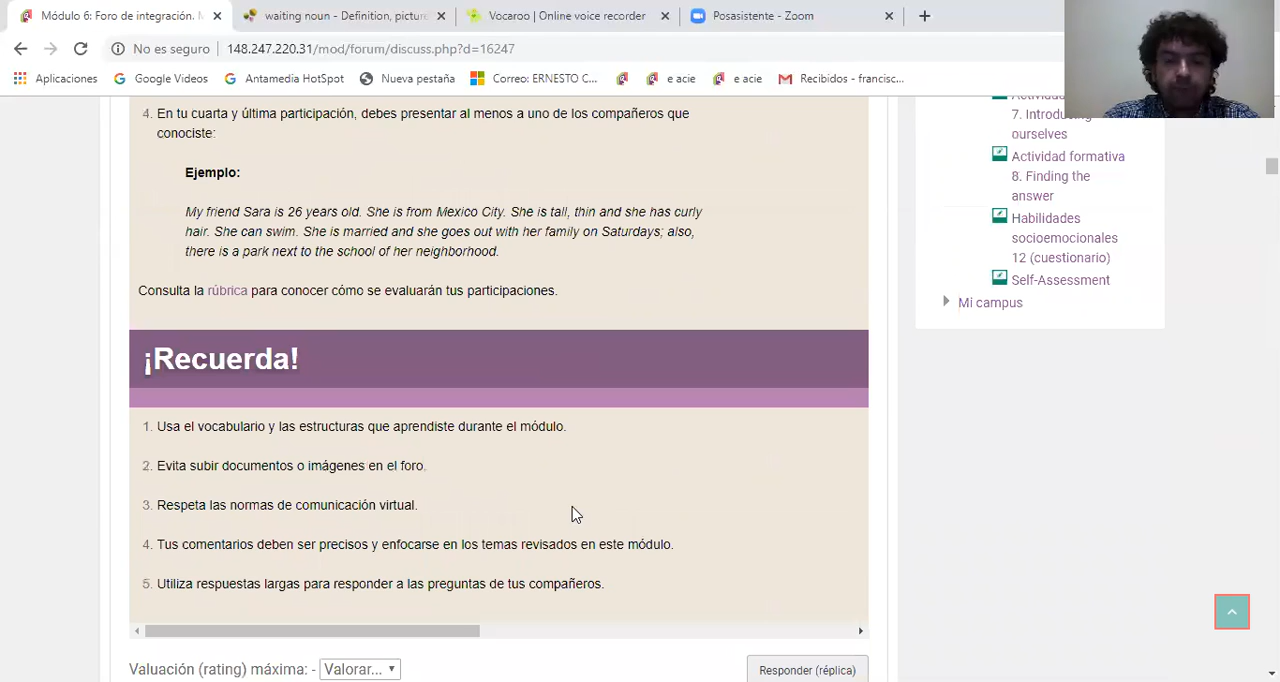 Módulo 6: Foro de integración. M
waiting noun - Definition, picture
Vocaroo | Online voice recorder
Posasistente - Zoom
No es seguro
148.247.220.31/mod/forum/discuss.php?d=16247
Aplicaciones
Google Videos
Antamedia HotSpot
Nueva pestaña
Correo: ERNESTO C...
e acie
e acie
Recibidos - francisc...
4. En tu cuarta y última participación, debes presentar al menos a uno de los compañeros que
conociste:
Ejemplo:
My friend Sara is 26 years old. She is from Mexico City. She is tall, thin and she has curly
hair. She can swim. She is married and she goes out with her family on Saturdays; also,
there is a park next to the school of her neighborhood.
Consulta la rúbrica para conocer cómo se evaluarán tus participaciones.
¡Recuerda!
1. Usa el vocabulario y las estructuras que aprendiste durante el módulo.
2. Evita subir documentos o imágenes en el foro.
3. Respeta las normas de comunicación virtual.
4. Tus comentarios deben ser precisos y enfocarse en los temas revisados en este módulo.
5. Utiliza respuestas largas para responder a las preguntas de tus compañeros.
Valuación (rating) máxima: -
Valorar...
Responder (réplica)
7. Introducing
ourselves
Actividad formativa
8. Finding the
answer
Habilidades
socioemocionales
12 (cuestionario)
Self-Assessment
Mi campus